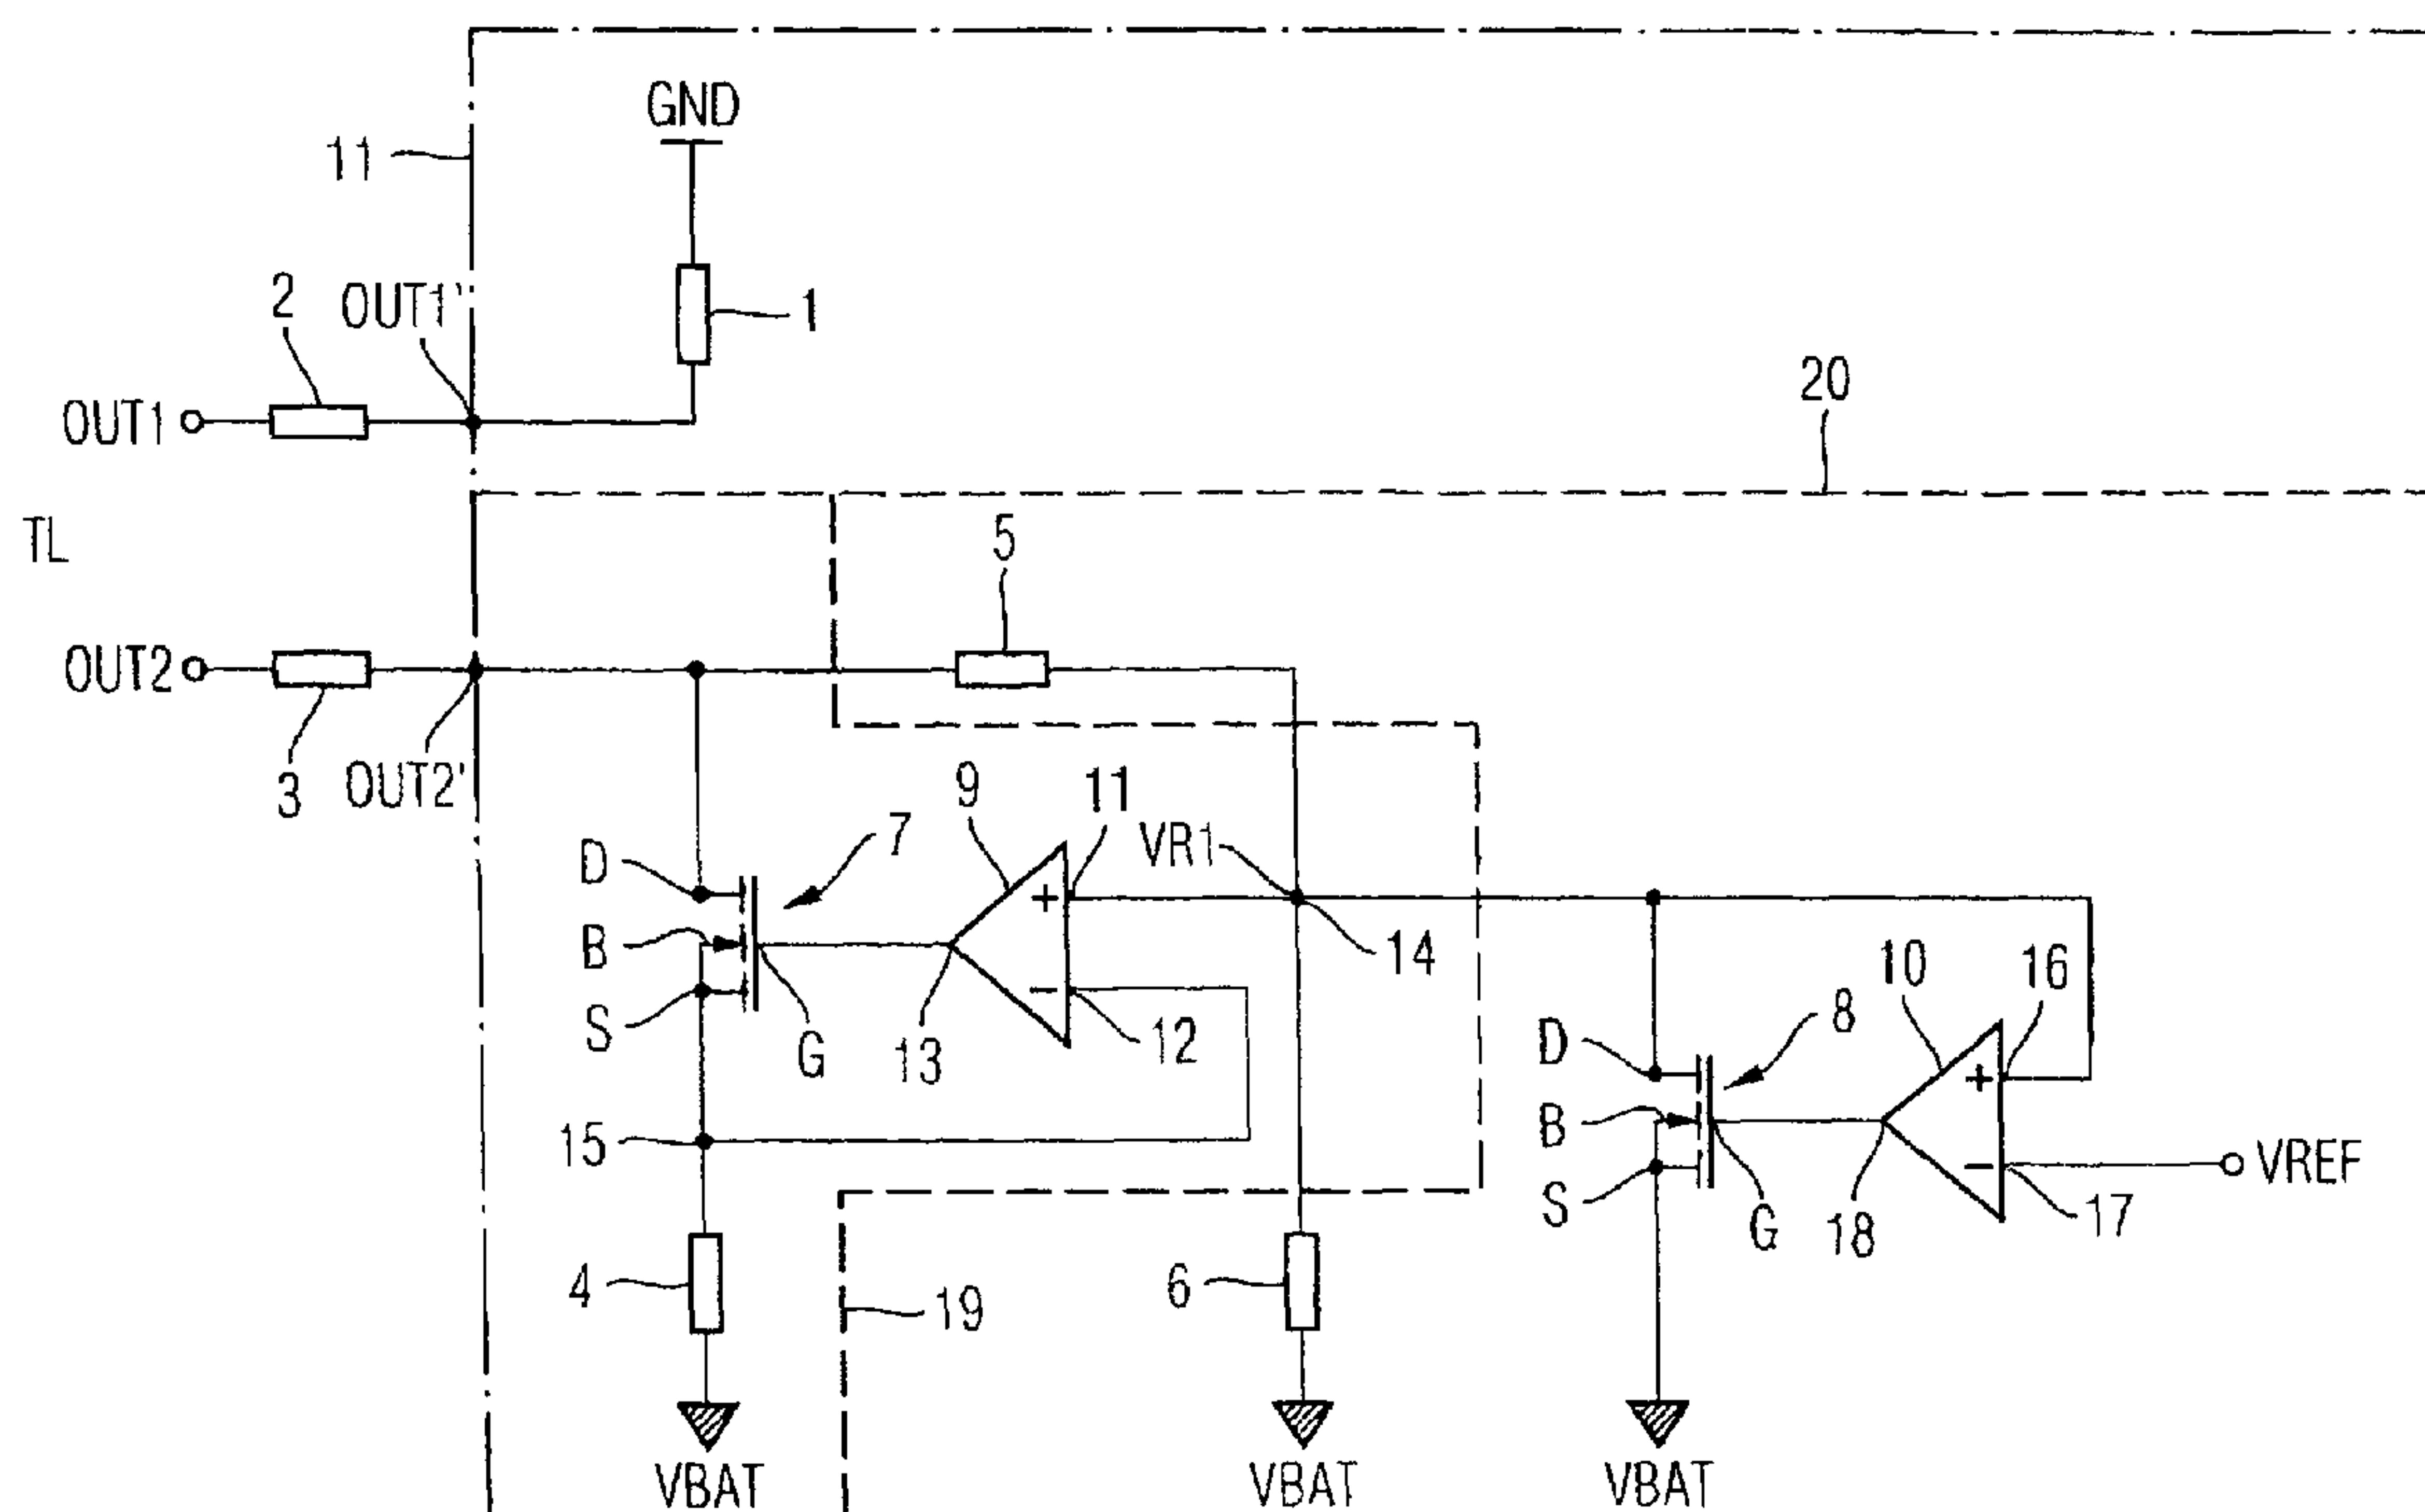 GND
11
1
2
OUT1'
OUT1
20
TL
5
OUT2
3
OUT2'
9
11
7
VR1
D
+
B
14
10
16
S
−
12
8
G
13
D
+
15
B
−
VREF
S
G
18
17
4
19
6
VBAT
VBAT
VBAT